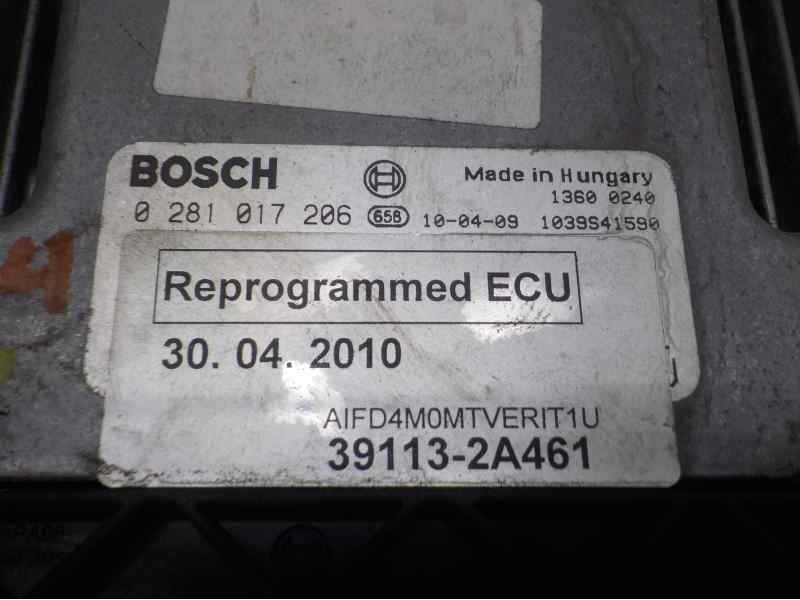 BOSCH
Made in Hungary
1360 0240
0 281 017 206 658 10-04-09 1039S41590
Reprogrammed ECU
30. 04. 2010
AIFD4M0MTVERIT1U
39113-2A461